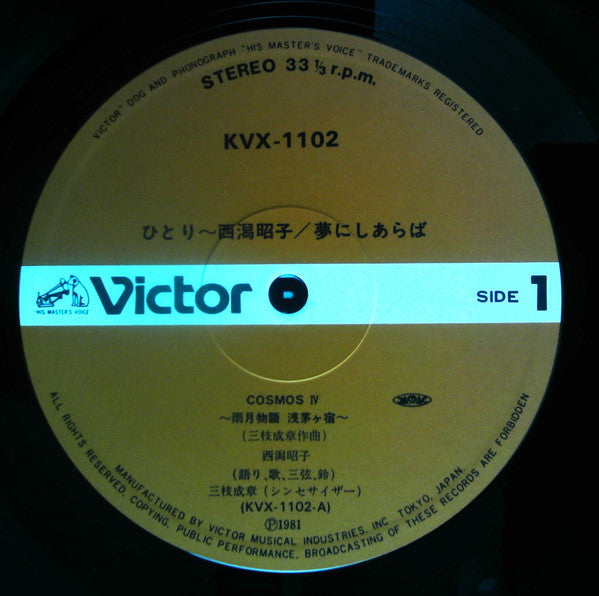 "VICTOR" DOG AND PHONOGRAPH "HIS MASTER'S VOICE" TRADEMARKS REGISTERED
STEREO 33 1/3 r.p.m.
KVX-1102
ひとり〜西潟昭子/夢にしあらば
"HIS MASTER'S VOICE"
Victor
SIDE 1
COSMOS Ⅳ
〜雨月物語 浅茅ヶ宿〜
(三枝成章作曲)
西潟昭子
(語り、歌、三弦、鈴)
三枝成章(シンセサイザー)
(KVX-1102-A)
Ⓟ1981
MANUFACTURED BY VICTOR MUSICAL INDUSTRIES, INC. TOKYO, JAPAN.
ALL RIGHTS RESERVED. COPYING, PUBLIC PERFORMANCE, BROADCASTING OF THESE RECORDS ARE FORBIDDEN